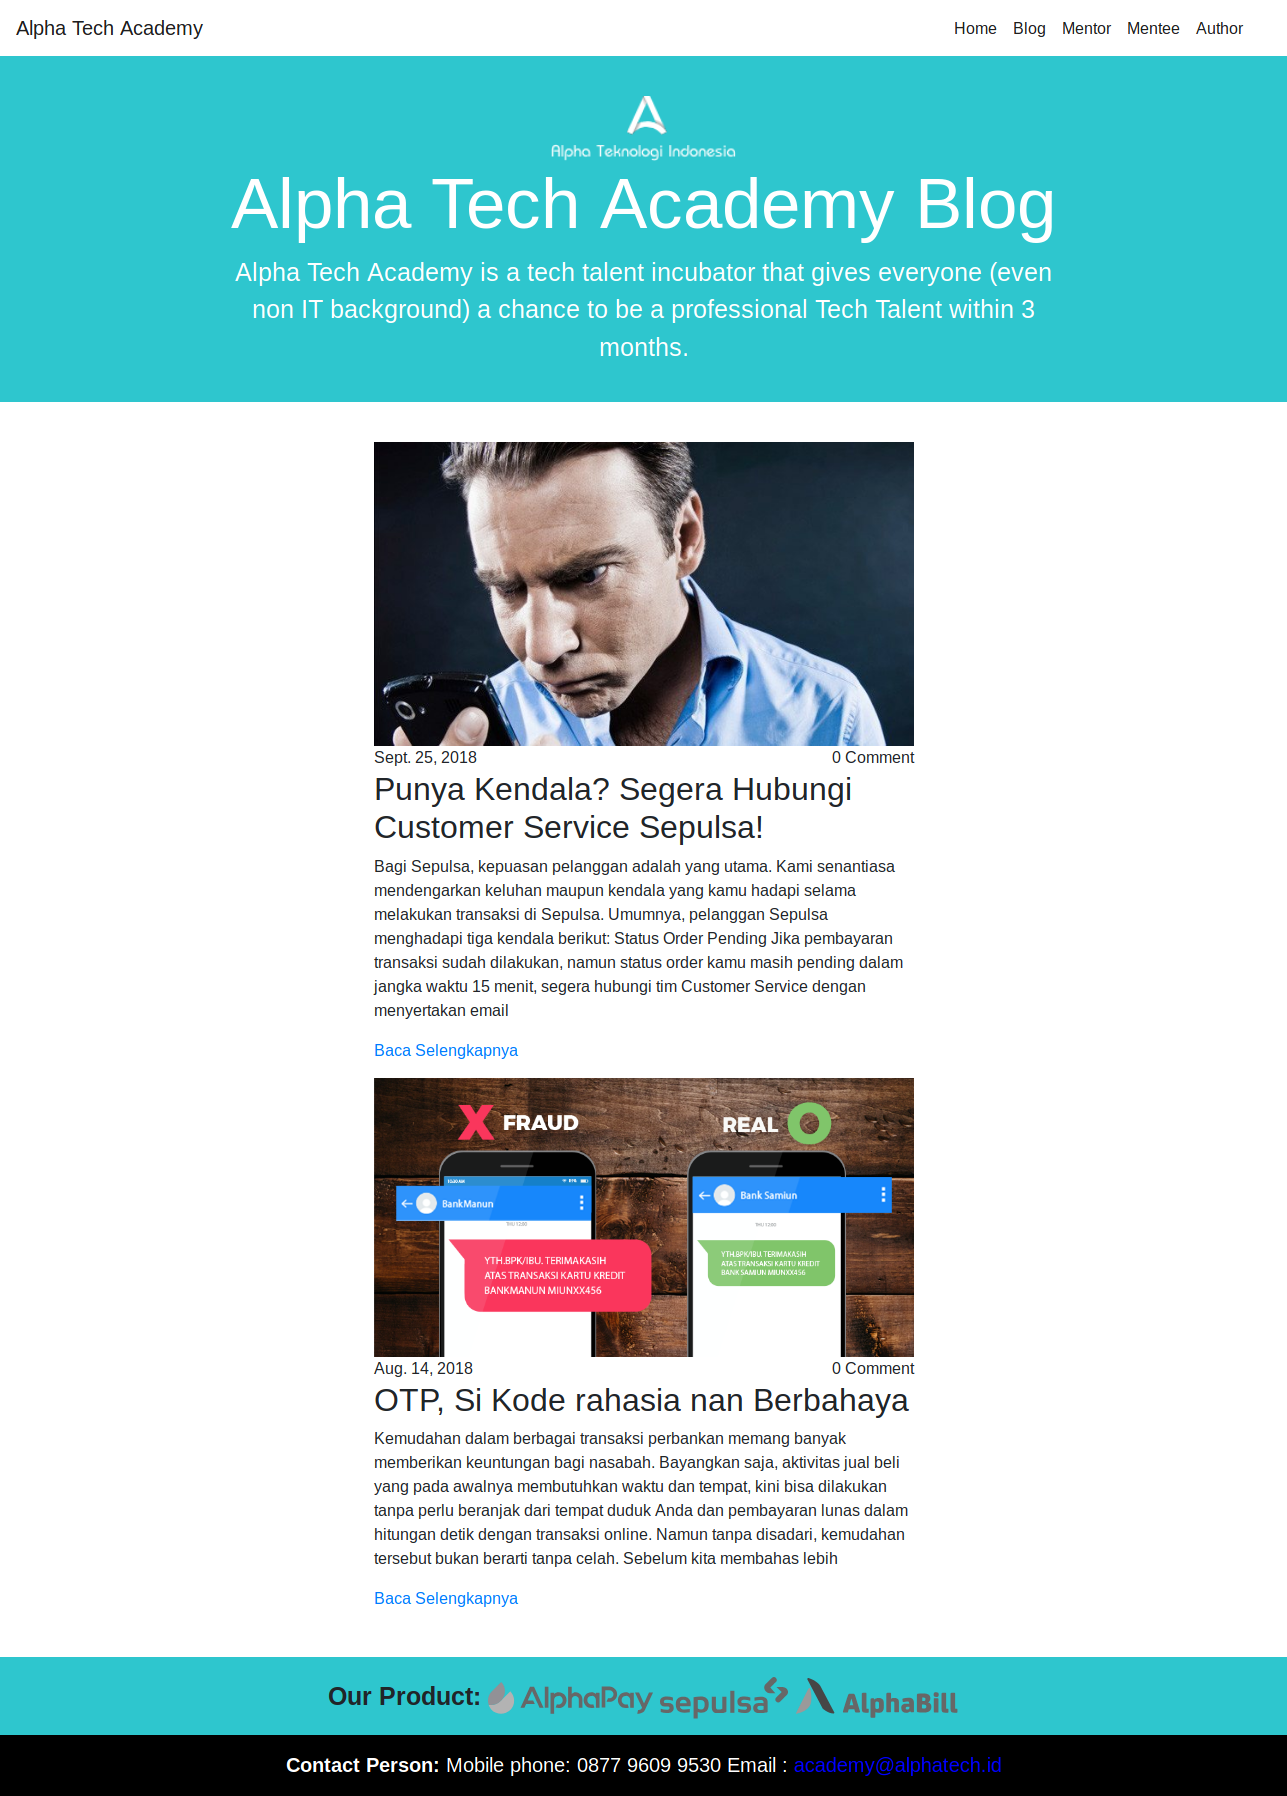 Alpha Tech Academy
Home Blog Mentor Mentee Author
Alpha Teknologi Indonesia
Alpha Tech Academy Blog
Alpha Tech Academy is a tech talent incubator that gives everyone (even
non IT background) a chance to be a professional Tech Talent within 3
months.
Sept. 25, 2018 0 Comment
Punya Kendala? Segera Hubungi
Customer Service Sepulsa!
Bagi Sepulsa, kepuasan pelanggan adalah yang utama. Kami senantiasa
mendengarkan keluhan maupun kendala yang kamu hadapi selama
melakukan transaksi di Sepulsa. Umumnya, pelanggan Sepulsa
menghadapi tiga kendala berikut: Status Order Pending Jika pembayaran
transaksi sudah dilakukan, namun status order kamu masih pending dalam
jangka waktu 15 menit, segera hubungi tim Customer Service dengan
menyertakan email
Baca Selengkapnya
X FRAUD
REAL O
BankManun
THU 12:00
YTH.BPK/IBU. TERIMAKASIH
ATAS TRANSAKSI KARTU KREDIT
BANKMANUN MIUNXX456
Bank Samiun
THU 12:00
YTH.BPK/IBU. TERIMAKASIH
ATAS TRANSAKSI KARTU KREDIT
BANK SAMIUN MIUNXX456
Aug. 14, 2018 0 Comment
OTP, Si Kode rahasia nan Berbahaya
Kemudahan dalam berbagai transaksi perbankan memang banyak
memberikan keuntungan bagi nasabah. Bayangkan saja, aktivitas jual beli
yang pada awalnya membutuhkan waktu dan tempat, kini bisa dilakukan
tanpa perlu beranjak dari tempat duduk Anda dan pembayaran lunas dalam
hitungan detik dengan transaksi online. Namun tanpa disadari, kemudahan
tersebut bukan berarti tanpa celah. Sebelum kita membahas lebih
Baca Selengkapnya
Our Product: AlphaPay sepulsa AlphaBill
Contact Person: Mobile phone: 0877 9609 9530 Email : academy@alphatech.id